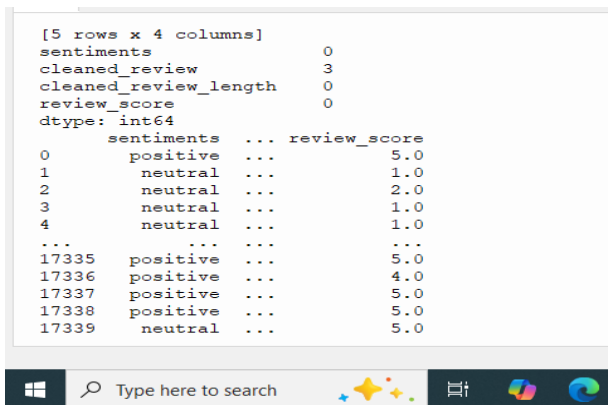 [5 rows x 4 columns]
sentiments 0
cleaned_review 3
cleaned_review_length 0
review_score 0
dtype: int64
sentiments ... review_score
0 positive ... 5.0
1 neutral ... 1.0
2 neutral ... 2.0
3 neutral ... 1.0
4 neutral ... 1.0
... ... ... ...
17335 positive ... 5.0
17336 positive ... 4.0
17337 positive ... 5.0
17338 positive ... 5.0
17339 neutral ... 5.0
Type here to search